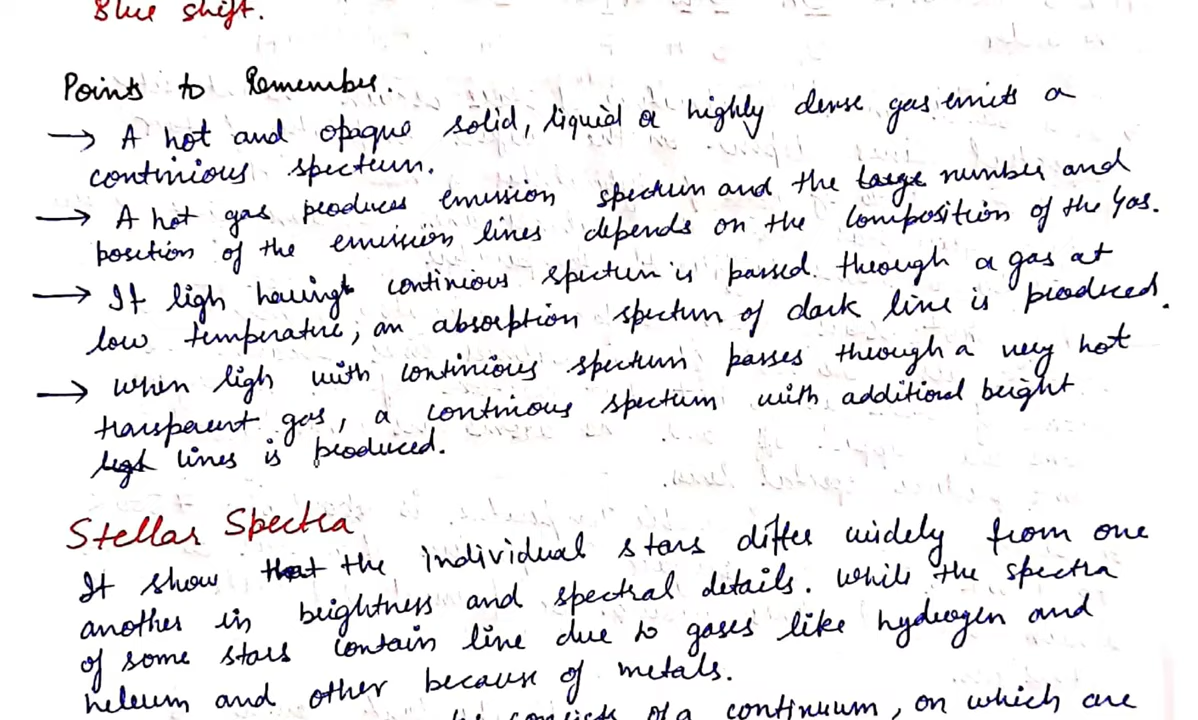 Blue shift.
Points to Remember.
→ A hot and opaque solid, liquid or highly dense gas emits a
continious spectrum.
→ A hot gas produces emission spectrum and the large number and
position of the emission lines depends on the composition of the gas.
→ If ligh having continious spectrum is passed through a gas at
low temperature, an absorption spectum of dark line is produced.
→ When ligh with continious spectrum passes through a very hot
transparent gas, a continous spectum with additional bright
lines is produced.
Stellar Spectra
It show that the individual stars differ widely from one
another in brightness and spectral details. While the spectra
of some stars contain line due to gases like hydrogen and
heleum and other because of metals.
of a continuum, on which are